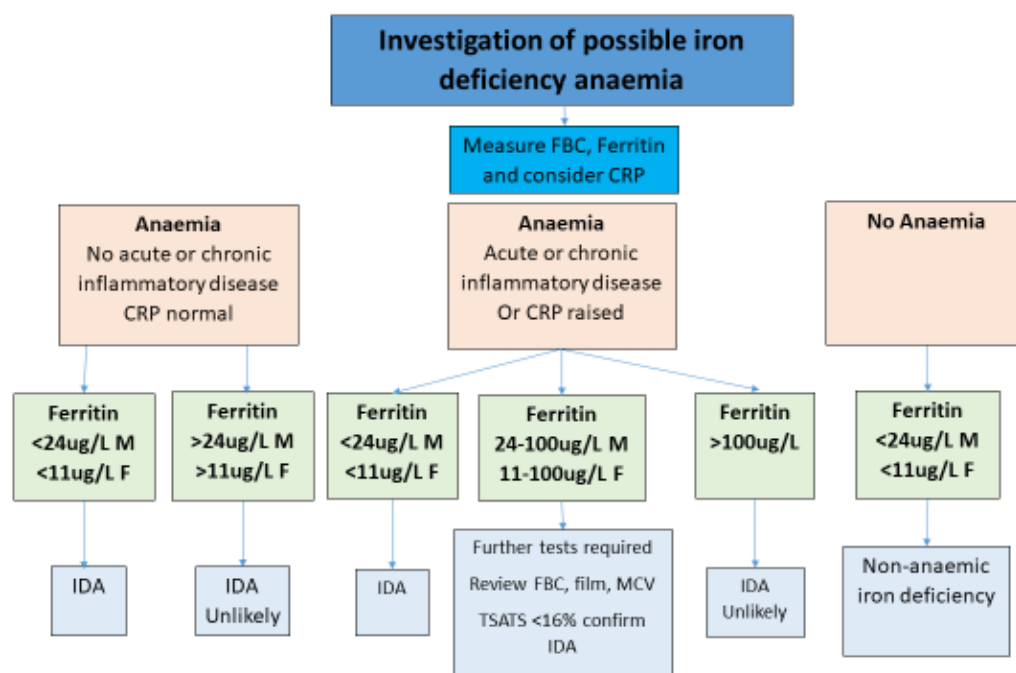 Investigation of possible iron
deficiency anaemia
Measure FBC, Ferritin
and consider CRP
Anaemia
No acute or chronic
inflammatory disease
CRP normal
Anaemia
Acute or chronic
inflammatory disease
Or CRP raised
No Anaemia
Ferritin
<24ug/L M
<11ug/L F
Ferritin
>24ug/L M
>11ug/L F
Ferritin
<24ug/L M
<11ug/L F
Ferritin
24-100ug/L M
11-100ug/L F
Ferritin
>100ug/L
Ferritin
<24ug/L M
<11ug/L F
IDA
IDA
Unlikely
IDA
Further tests required
Review FBC, film, MCV
TSATS <16% confirm
IDA
IDA
Unlikely
Non-anaemic
iron deficiency